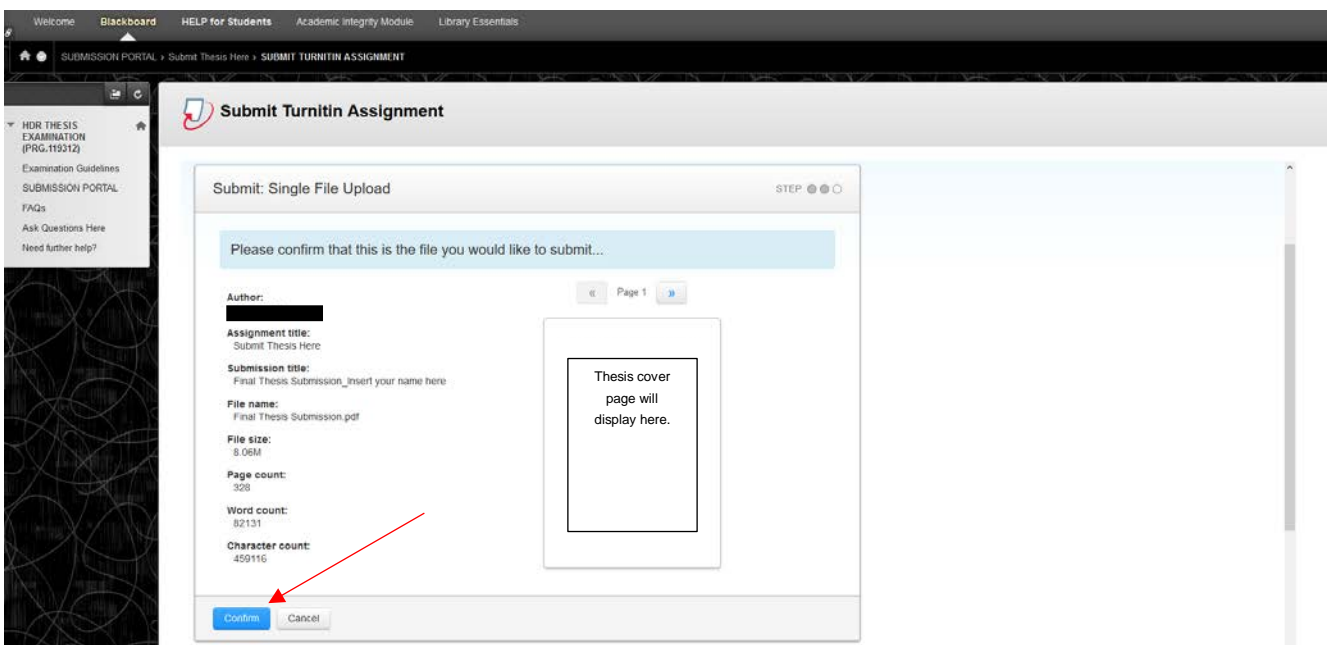 Welcome Blackboard HELP for Students Academic Integrity Module Library Essentials
SUBMISSION PORTAL > Submit Thesis Here > SUBMIT TURNITIN ASSIGNMENT
Submit Turnitin Assignment
HDR THESIS
EXAMINATION
(PRG.119312)
Examination Guidelines
SUBMISSION PORTAL
FAQs
Ask Questions Here
Need further help?
Submit: Single File Upload STEP
Please confirm that this is the file you would like to submit...
« Page 1 »
Author:
Assignment title:
Submit Thesis Here
Submission title:
Final Thesis Submission_Insert your name here
File name:
Final Thesis Submission.pdf
File size:
8.06M
Page count:
328
Word count:
82131
Character count:
459116
Thesis cover
page will
display here.
Confirm Cancel